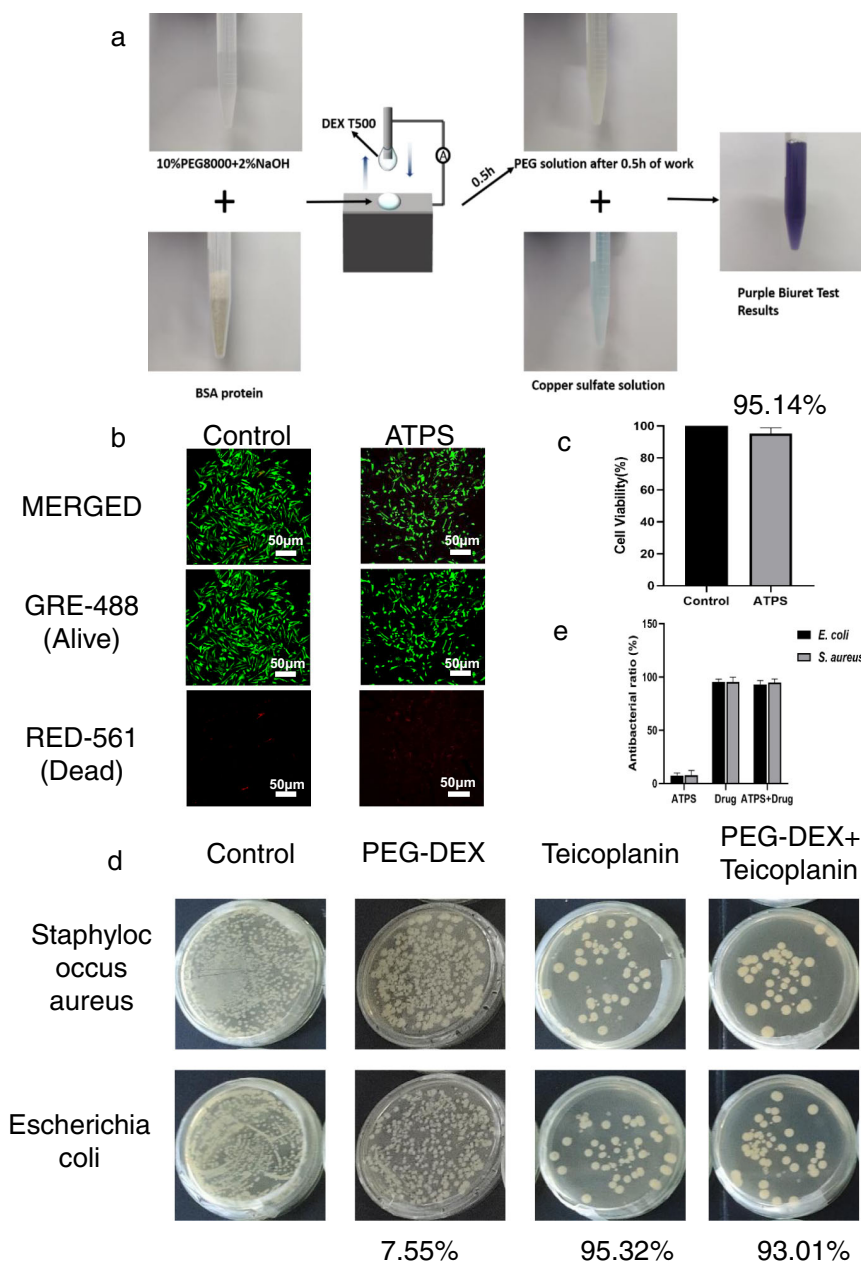 a
DEX T500
A
10%PEG8000+2%NaOH
0.5h
PEG solution after 0.5h of work
+
+
Purple Biuret Test
Results
BSA protein
Copper sulfate solution
b
Control
ATPS
MERGED
50μm
50μm
GRE-488
(Alive)
50μm
50μm
RED-561
(Dead)
50μm
50μm
c
95.14%
Cell Viability(%)
100
80
60
40
20
0
Control
ATPS
e
Antibacterial ratio (%)
150
100
50
0
ATPS
Drug
ATPS+Drug
E. coli
S. aureus
d
Control
PEG-DEX
Teicoplanin
PEG-DEX+
Teicoplanin
Staphyloc
occus
aureus
Escherichia
coli
7.55%
95.32%
93.01%